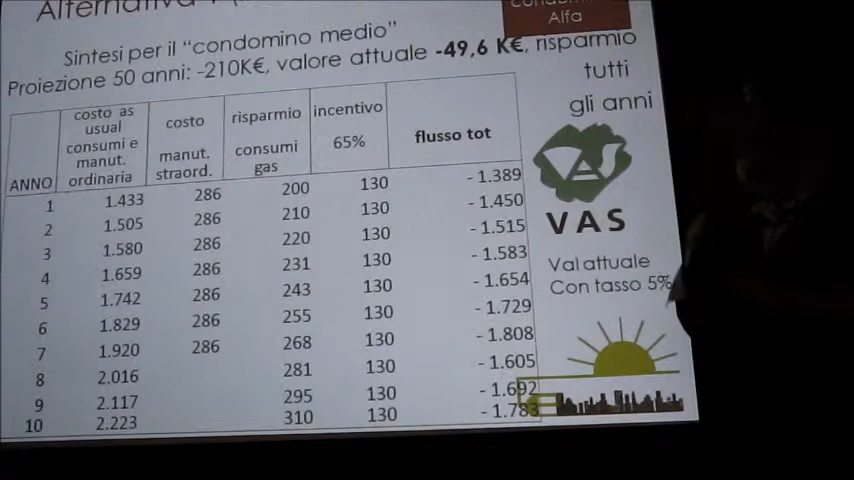 Alternativa
Condomi
Alfa
Sintesi per il “condomino medio”
Proiezione 50 anni: -210K€, valore attuale -49,6 K€, risparmio
tutti
gli anni
ANNO costo as usual consumi e manut. ordinaria costo manut. straord. risparmio consumi gas incentivo 65% flusso tot
1 1.433 286 200 130 - 1.389
2 1.505 286 210 130 - 1.450
3 1.580 286 220 130 - 1.515
4 1.659 286 231 130 - 1.583
5 1.742 286 243 130 - 1.654
6 1.829 286 255 130 - 1.729
7 1.920 286 268 130 - 1.808
8 2.016 281 130 - 1.605
9 2.117 295 130 - 1.692
10 2.223 310 130 - 1.783
VAS
VAS
Val attuale
Con tasso 5%